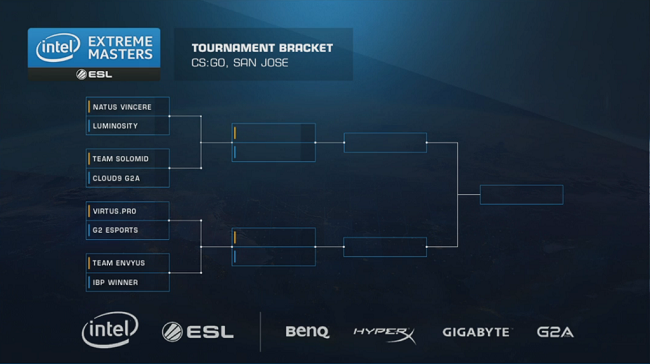 intel EXTREME
MASTERS
ESL
TOURNAMENT BRACKET
CS:GO, SAN JOSE
NATUS VINCERE
LUMINOSITY
TEAM SOLOMID
CLOUD9 G2A
VIRTUS.PRO
G2 ESPORTS
TEAM ENVYUS
IBP WINNER
intel ESL BENQ HYPERX GIGABYTE G2A